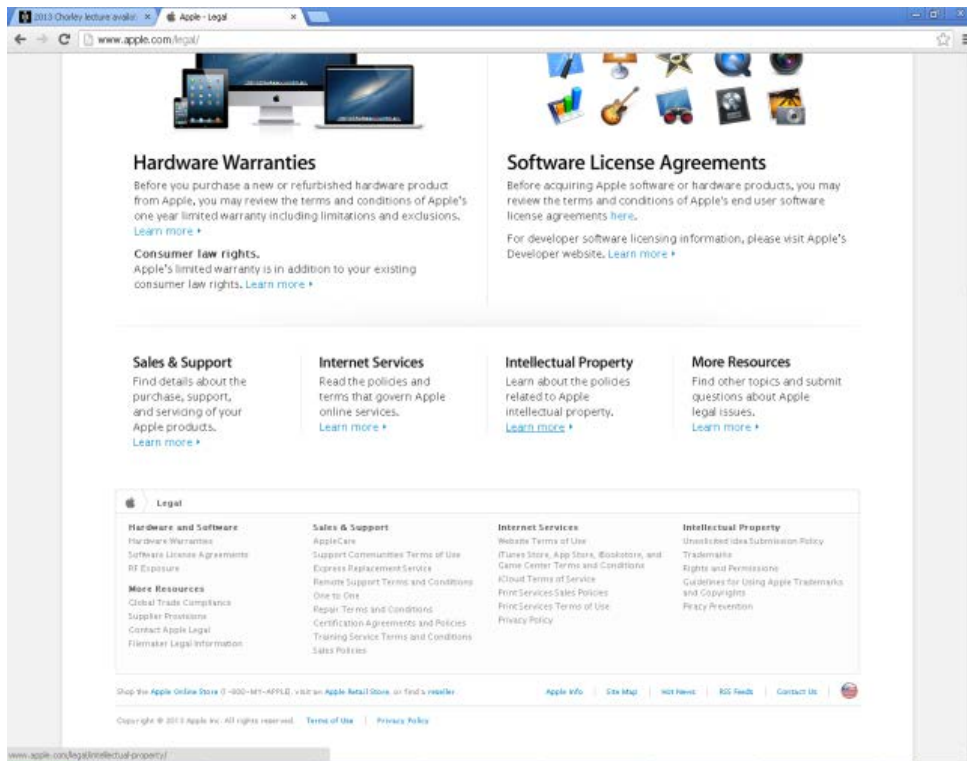 2013 Chorley lecture availa
Apple - Legal
www.apple.com/legal/
Hardware Warranties
Before you purchase a new or refurbished hardware product
from Apple, you may review the terms and conditions of Apple's
one year limited warranty including limitations and exclusions.
Learn more
Consumer law rights.
Apple's limited warranty is in addition to your existing
consumer law rights. Learn more
Software License Agreements
Before acquiring Apple software or hardware products, you may
review the terms and conditions of Apple's end user software
license agreements here.
For developer software licensing information, please visit Apple's
Developer website. Learn more
Sales & Support
Find details about the
purchase, support,
and servicing of your
Apple products.
Learn more
Internet Services
Read the policies and
terms that govern Apple
online services.
Learn more
Intellectual Property
Learn about the policies
related to Apple
intellectual property.
Learn more
More Resources
Find other topics and submit
questions about Apple
legal issues.
Learn more
Legal
Hardware and Software
Hardware Warranties
Software License Agreements
RF Exposure
More Resources
Global Trade Compliance
Supplier Provisions
Contact Apple Legal
Filemaker Legal Information
Sales & Support
AppleCare
Support Communities Terms of Use
Express Replacement Service
Remote Support Terms and Conditions
One to One
Repair Terms and Conditions
Certification Agreements and Policies
Training Service Terms and Conditions
Sales Policies
Internet Services
Website Terms of Use
iTunes Store, App Store, iBookstore, and
Game Center Terms and Conditions
iCloud Terms of Service
Print Services Sales Policies
Print Services Terms of Use
Privacy Policy
Intellectual Property
Unsolicited Idea Submission Policy
Trademarks
Rights and Permissions
Guidelines for Using Apple Trademarks
and Copyrights
Piracy Prevention
Shop the Apple Online Store (1-800-MY-APPLE), visit an Apple Retail Store, or find a reseller.
Apple Info | Site Map | Hot News | RSS Feeds | Contact Us
Copyright © 2013 Apple Inc. All rights reserved. Terms of Use | Privacy Policy
www.apple.com/legal/intellectual-property/